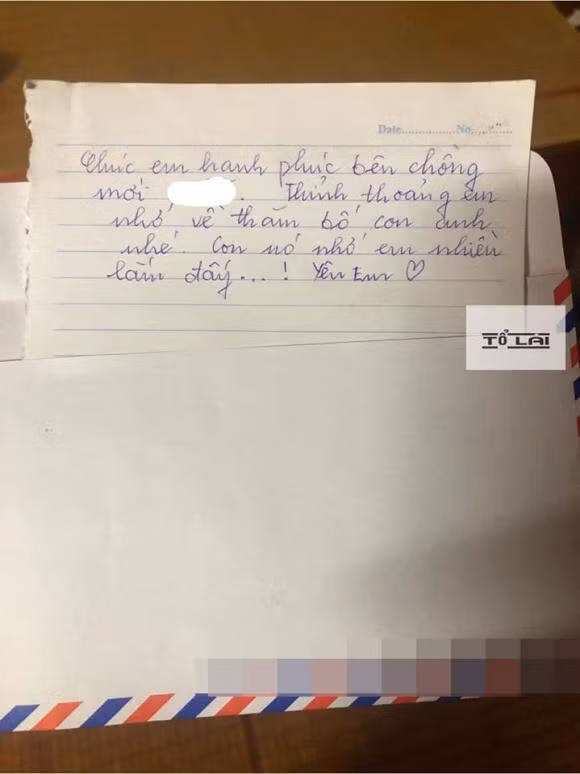 Date............... No...........
Chúc em hanh phúc bên chồng
mới . Thỉnh thoảng em
nhớ về thăm bố con anh
nhé. Con nó nhớ em nhiều
lắm đấy...! Yêu Em ♡
TỔ LÁI